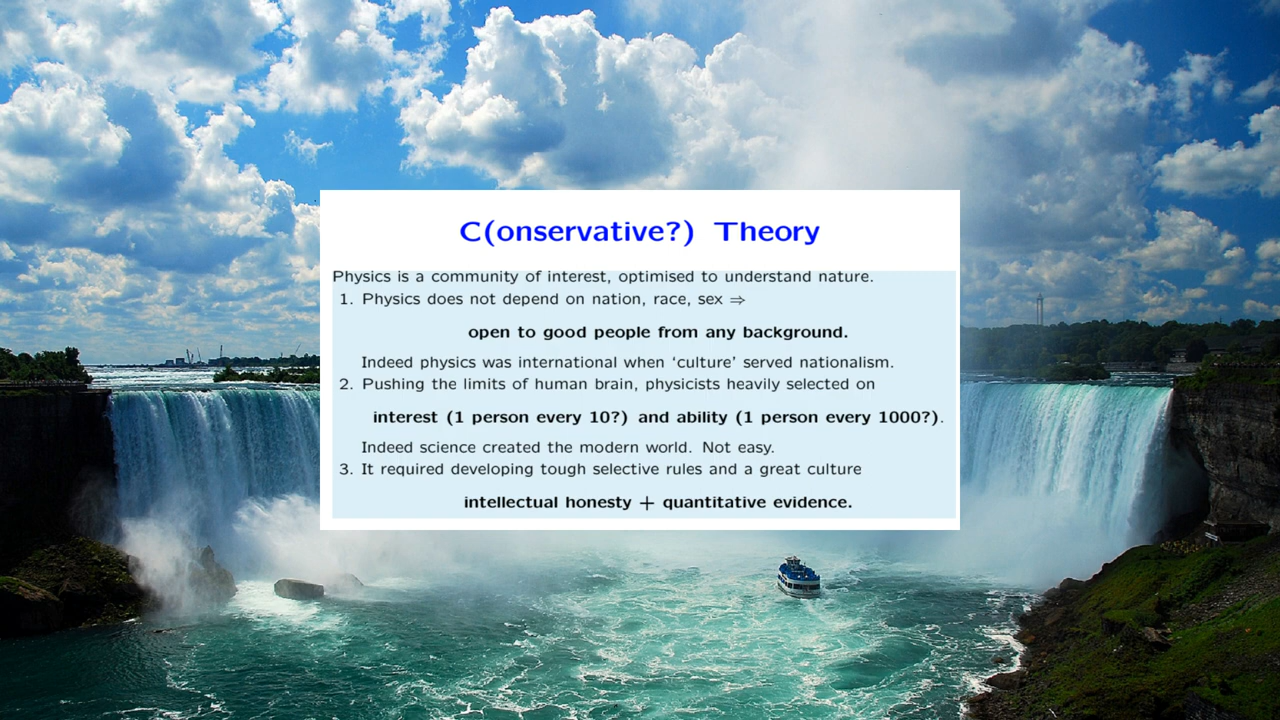 C(onservative?) Theory
Physics is a community of interest, optimised to understand nature.
1. Physics does not depend on nation, race, sex ⇒
open to good people from any background.
Indeed physics was international when ‘culture’ served nationalism.
2. Pushing the limits of human brain, physicists heavily selected on
interest (1 person every 10?) and ability (1 person every 1000?).
Indeed science created the modern world. Not easy.
3. It required developing tough selective rules and a great culture
intellectual honesty + quantitative evidence.